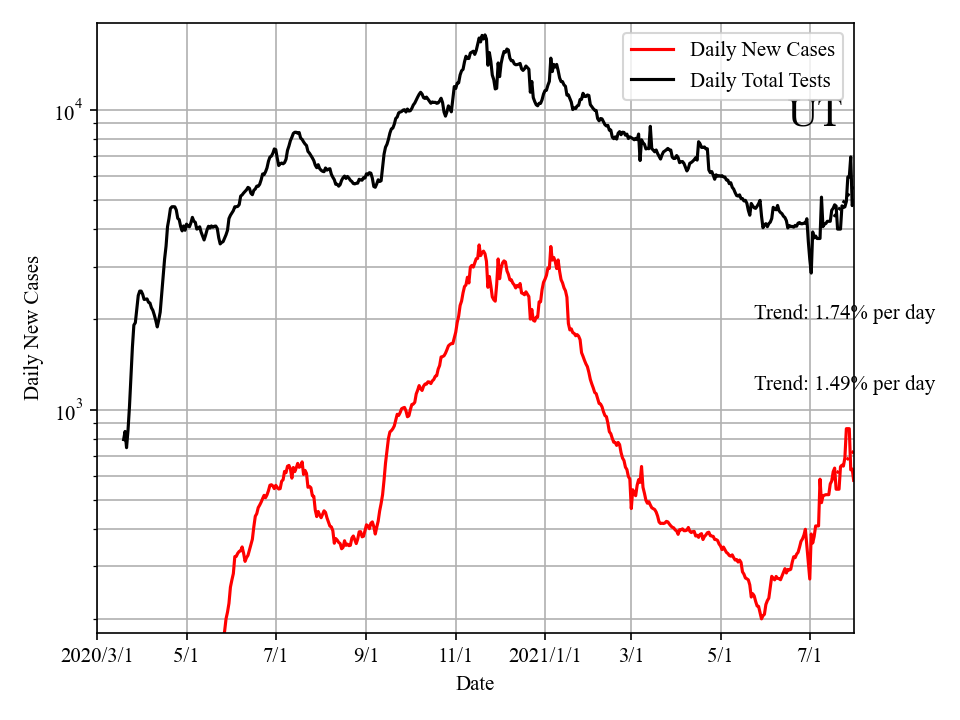 Daily New Cases
Daily Total Tests
UT
10^4
10^3
Daily New Cases
Trend: 1.74% per day
Trend: 1.49% per day
2020/3/1
5/1
7/1
9/1
11/1
2021/1/1
3/1
5/1
7/1
Date